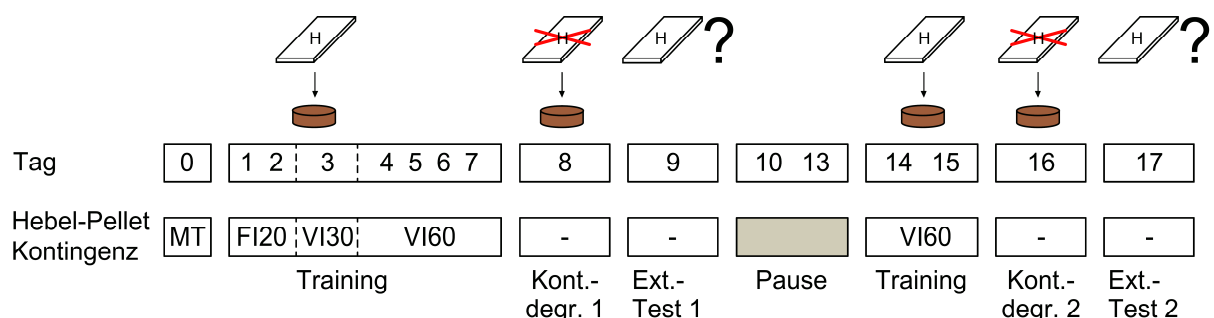 H H H ? H H H ?
Tag 0 1 2 3 4 5 6 7 8 9 10 13 14 15 16 17
Hebel-Pellet
Kontingenz MT FI20 VI30 VI60 - - VI60 - -
Training Kont.- Ext.- Pause Training Kont.- Ext.-
degr. 1 Test 1 degr. 2 Test 2